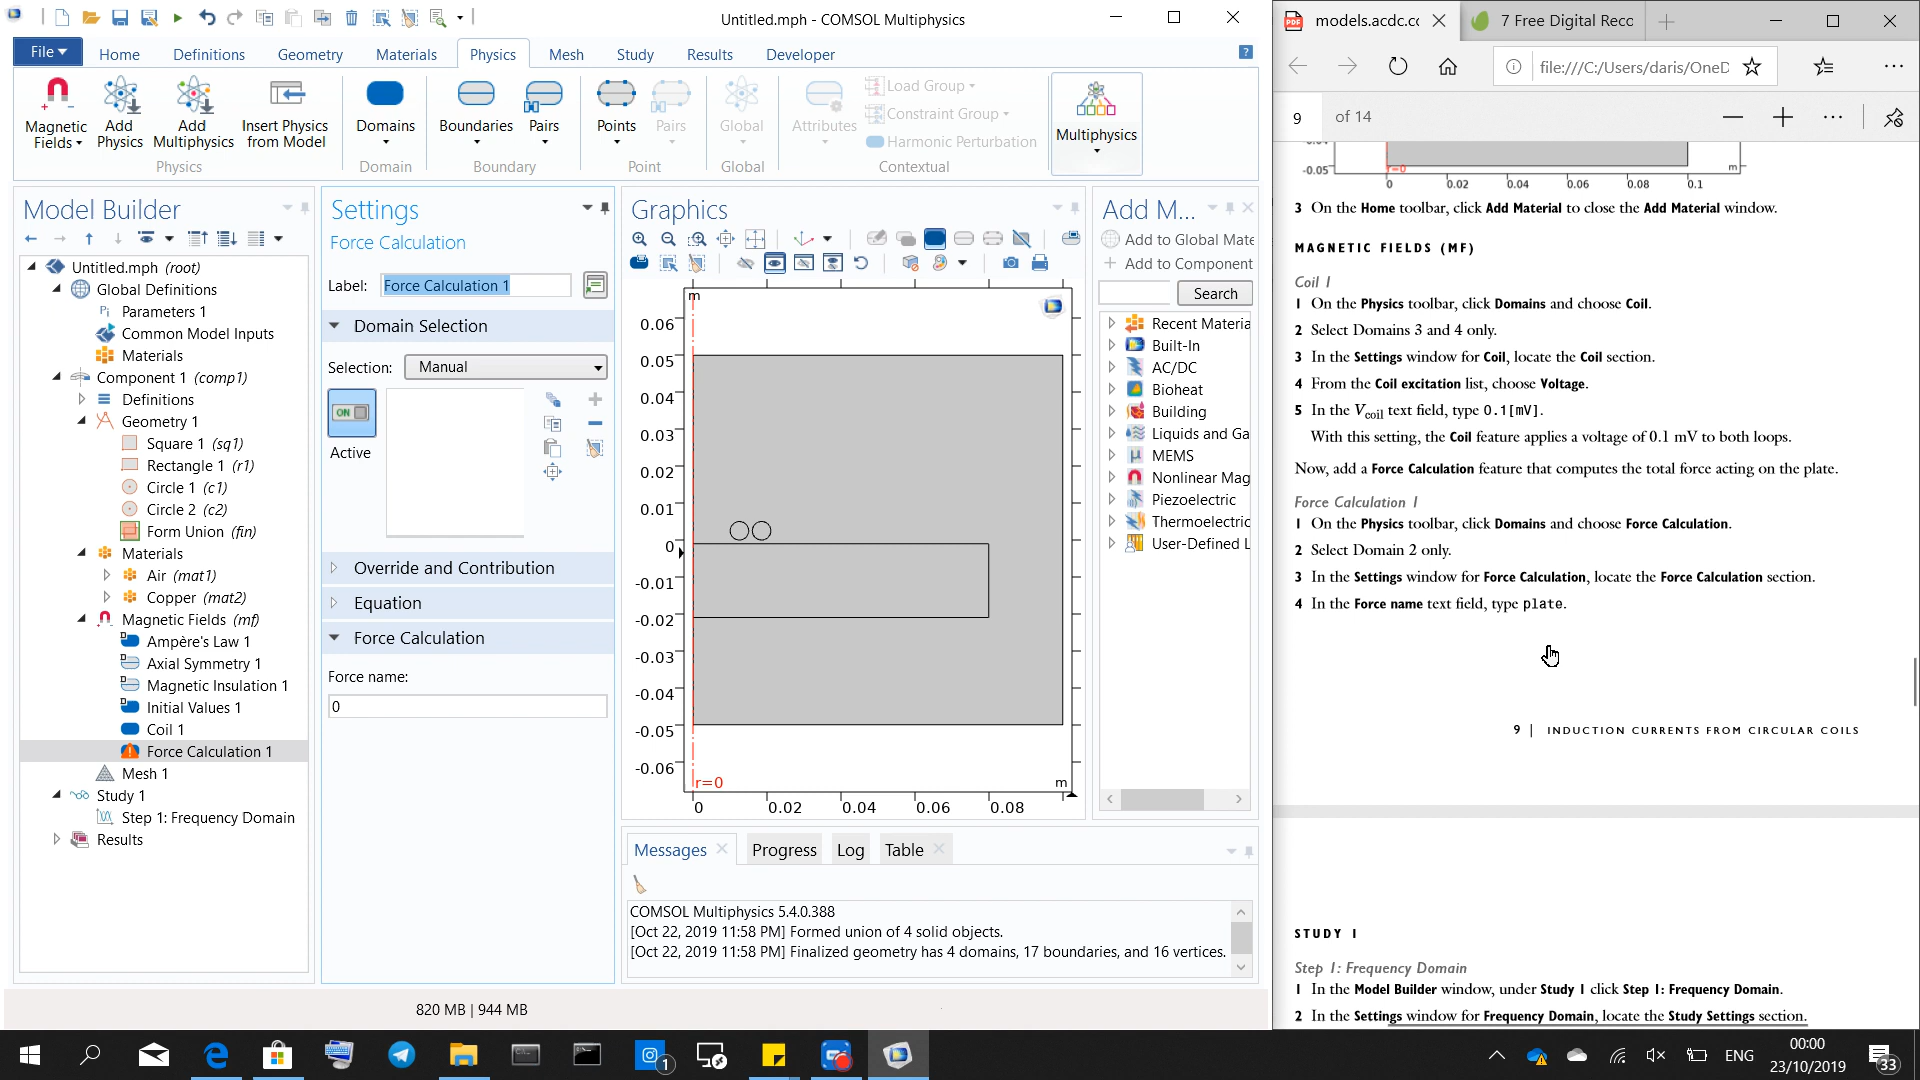 Untitled.mph - COMSOL Multiphysics
File
Home
Definitions
Geometry
Materials
Physics
Mesh
Study
Results
Developer
Magnetic Fields
Add Physics
Add Multiphysics
Insert Physics from Model
Physics
Domains
Domain
Boundaries
Pairs
Boundary
Points
Pairs
Point
Global
Global
Attributes
Load Group
Constraint Group
Harmonic Perturbation
Contextual
Multiphysics
Model Builder
Untitled.mph (root)
Global Definitions
Pi Parameters 1
Common Model Inputs
Materials
Component 1 (comp1)
Definitions
Geometry 1
Square 1 (sq1)
Rectangle 1 (r1)
Circle 1 (c1)
Circle 2 (c2)
Form Union (fin)
Materials
Air (mat1)
Copper (mat2)
Magnetic Fields (mf)
Ampère's Law 1
Axial Symmetry 1
Magnetic Insulation 1
Initial Values 1
Coil 1
Force Calculation 1
Mesh 1
Study 1
Step 1: Frequency Domain
Results
Settings
Force Calculation
Label: Force Calculation 1
Domain Selection
Selection: Manual
ON
Active
Override and Contribution
Equation
Force Calculation
Force name:
0
Graphics
m
0.06
0.05
0.04
0.03
0.02
0.01
0
-0.01
-0.02
-0.03
-0.04
-0.05
-0.06
r=0
m
0 0.02 0.04 0.06 0.08
Add M...
Add to Global Mate
Add to Component
Search
Recent Materia
Built-In
AC/DC
Bioheat
Building
Liquids and Ga
MEMS
Nonlinear Mag
Piezoelectric
Thermoelectric
User-Defined L
Messages
Progress
Log
Table
COMSOL Multiphysics 5.4.0.388
[Oct 22, 2019 11:58 PM] Formed union of 4 solid objects.
[Oct 22, 2019 11:58 PM] Finalized geometry has 4 domains, 17 boundaries, and 16 vertices.
820 MB | 944 MB
PDF models.acdc.cc
7 Free Digital Recc
file:///C:/Users/daris/OneD
9 of 14
-0.05
r=0
m
0 0.02 0.04 0.06 0.08 0.1
3 On the Home toolbar, click Add Material to close the Add Material window.
MAGNETIC FIELDS (MF)
Coil 1
1 On the Physics toolbar, click Domains and choose Coil.
2 Select Domains 3 and 4 only.
3 In the Settings window for Coil, locate the Coil section.
4 From the Coil excitation list, choose Voltage.
5 In the Vcoil text field, type 0.1[mV].
With this setting, the Coil feature applies a voltage of 0.1 mV to both loops.
Now, add a Force Calculation feature that computes the total force acting on the plate.
Force Calculation 1
1 On the Physics toolbar, click Domains and choose Force Calculation.
2 Select Domain 2 only.
3 In the Settings window for Force Calculation, locate the Force Calculation section.
4 In the Force name text field, type plate.
9 | INDUCTION CURRENTS FROM CIRCULAR COILS
STUDY 1
Step 1: Frequency Domain
1 In the Model Builder window, under Study 1 click Step 1: Frequency Domain.
2 In the Settings window for Frequency Domain, locate the Study Settings section.
1
ENG
00:00
23/10/2019
33